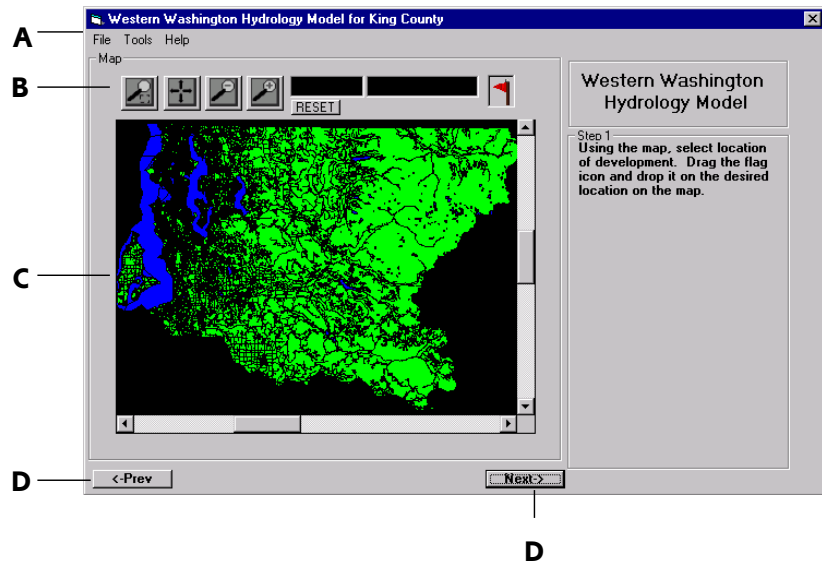 Western Washington Hydrology Model for King County
A
File Tools Help
Map
B
RESET
Western Washington
Hydrology Model
Step 1
Using the map, select location
of development. Drag the flag
icon and drop it on the desired
location on the map.
C
D
<-Prev
Next->
D